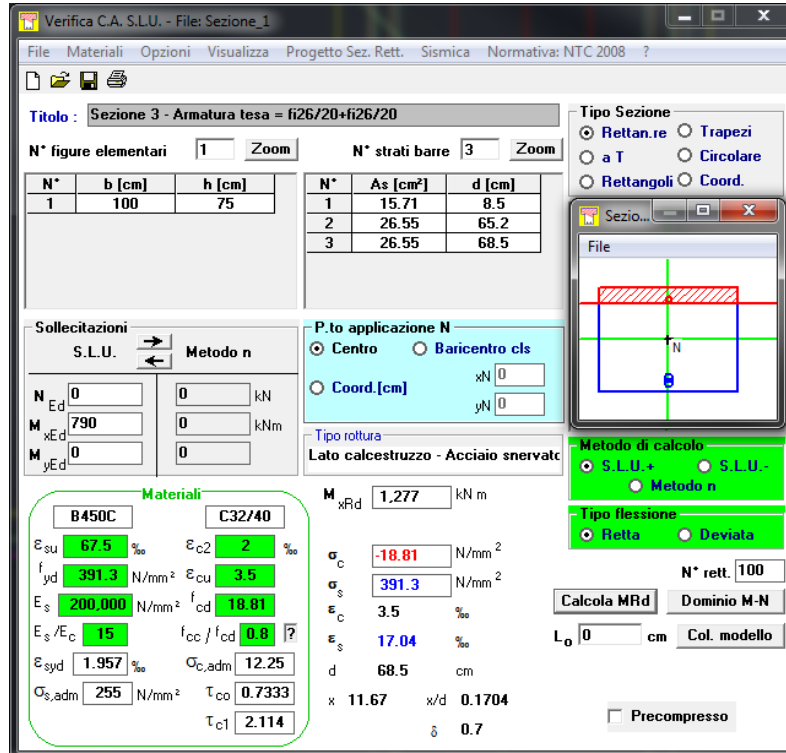 Verifica C.A. S.L.U. - File: Sezione_1
File Materiali Opzioni Visualizza Progetto Sez. Rett. Sismica Normativa: NTC 2008 ?
Titolo : Sezione 3 - Armatura tesa = fi26/20+fi26/20
N° figure elementari 1 Zoom
N° strati barre 3 Zoom
N° b [cm] h [cm]
1 100 75
N° As [cm²] d [cm]
1 15.71 8.5
2 26.55 65.2
3 26.55 68.5
Tipo Sezione
Rettan.re Trapezi
a T Circolare
Rettangoli Coord.
Sezio...
File
N
Sollecitazioni
S.L.U. Metodo n
N Ed 0 0 kN
M xEd 790 0 kNm
M yEd 0 0
P.to applicazione N
Centro Baricentro cls
Coord.[cm] xN 0
yN 0
Tipo rottura
Lato calcestruzzo - Acciaio snervato
Metodo di calcolo
S.L.U.+ S.L.U.-
Metodo n
Tipo flessione
Retta Deviata
N° rett. 100
Calcola MRd Dominio M-N
L₀ 0 cm Col. modello
Precompresso
Materiali
B450C C32/40
εsu 67.5 ‰ εc2 2 ‰
fyd 391.3 N/mm² εcu 3.5
Es 200,000 N/mm² fcd 18.81
Es/Ec 15 fcc / fcd 0.8 ?
εsyd 1.957 ‰ σc,adm 12.25
σs,adm 255 N/mm² τco 0.7333
τc1 2.114
M xRd 1,277 kN m
σc -18.81 N/mm²
σs 391.3 N/mm²
εc 3.5 ‰
εs 17.04 ‰
d 68.5 cm
x 11.67 x/d 0.1704
δ 0.7